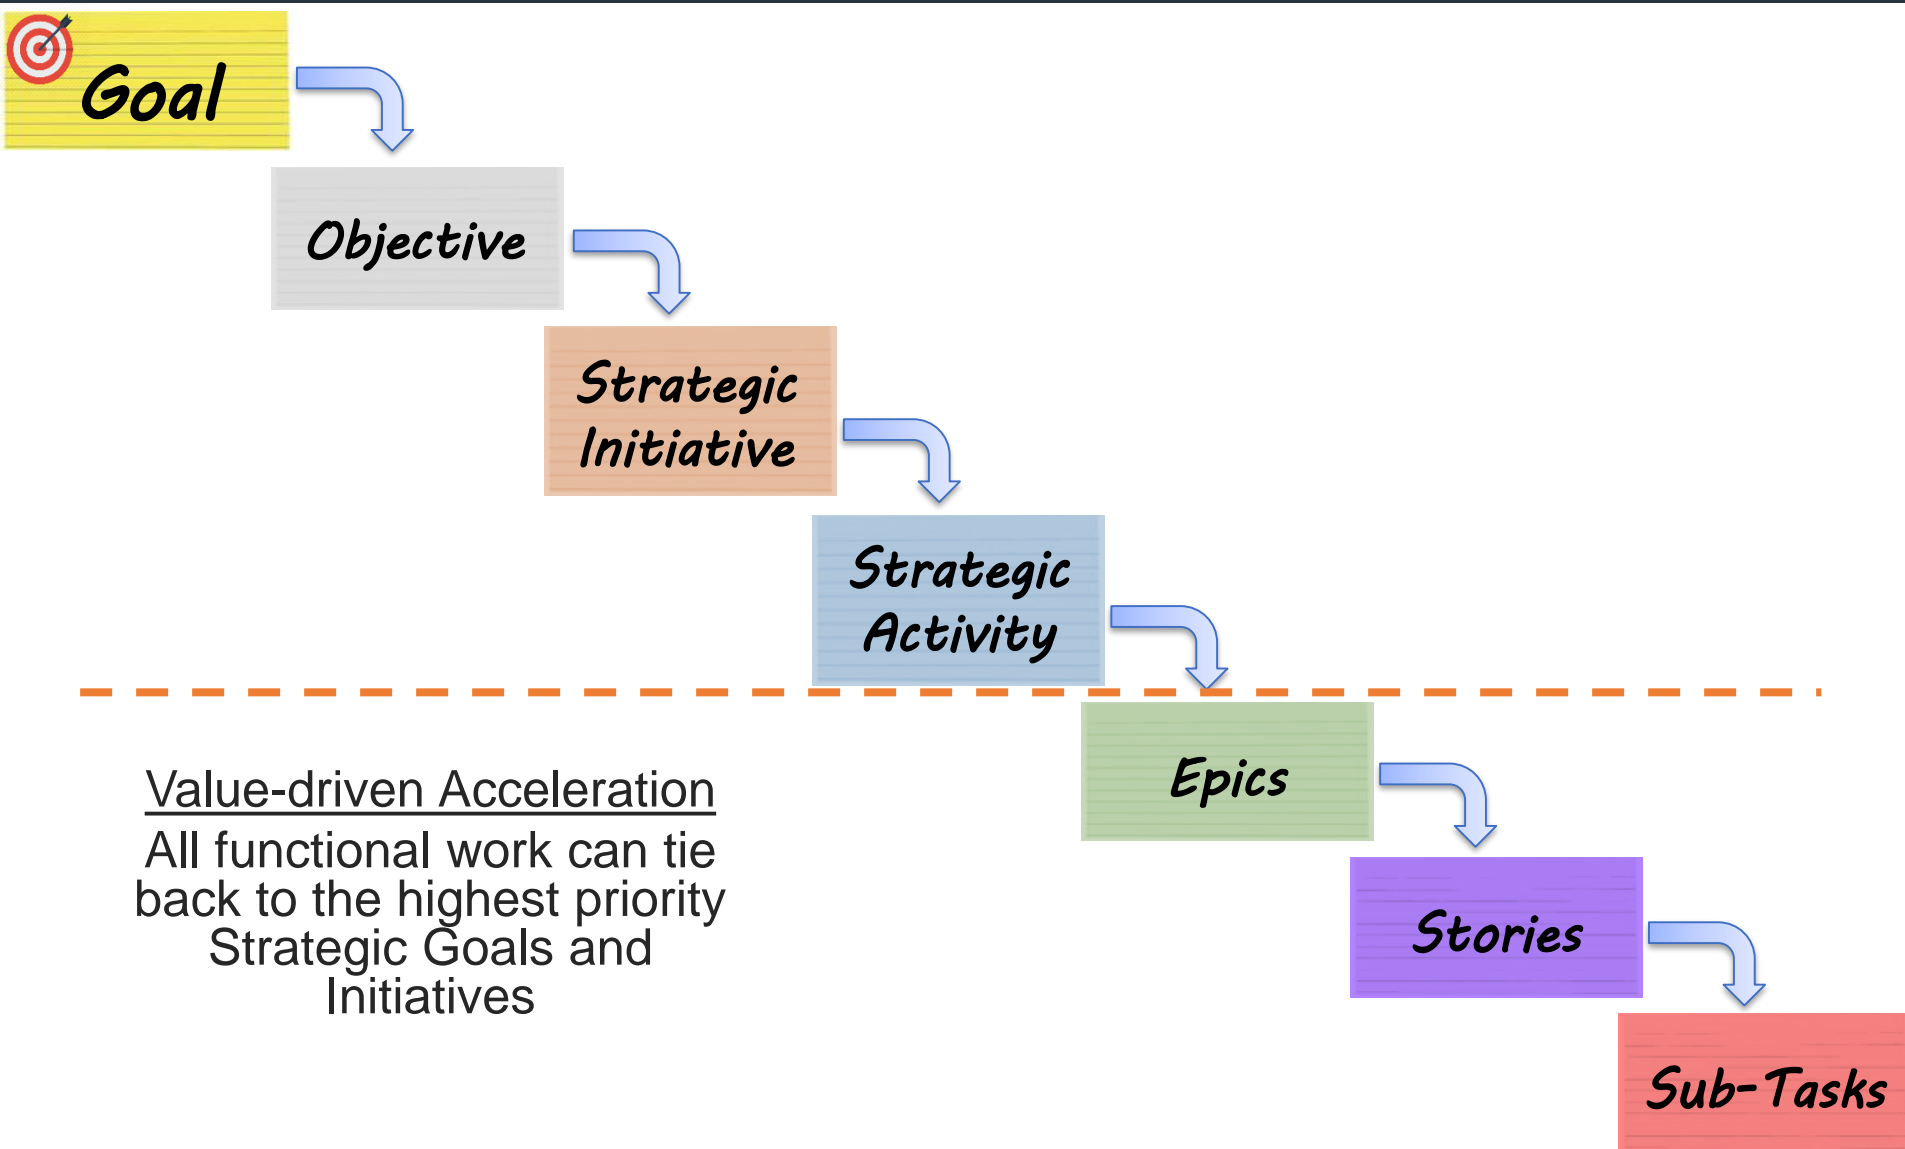 Goal
Objective
Strategic
Initiative
Strategic
Activity
Epics
Value-driven Acceleration
All functional work can tie
back to the highest priority
Strategic Goals and
Initiatives
Stories
Sub-Tasks